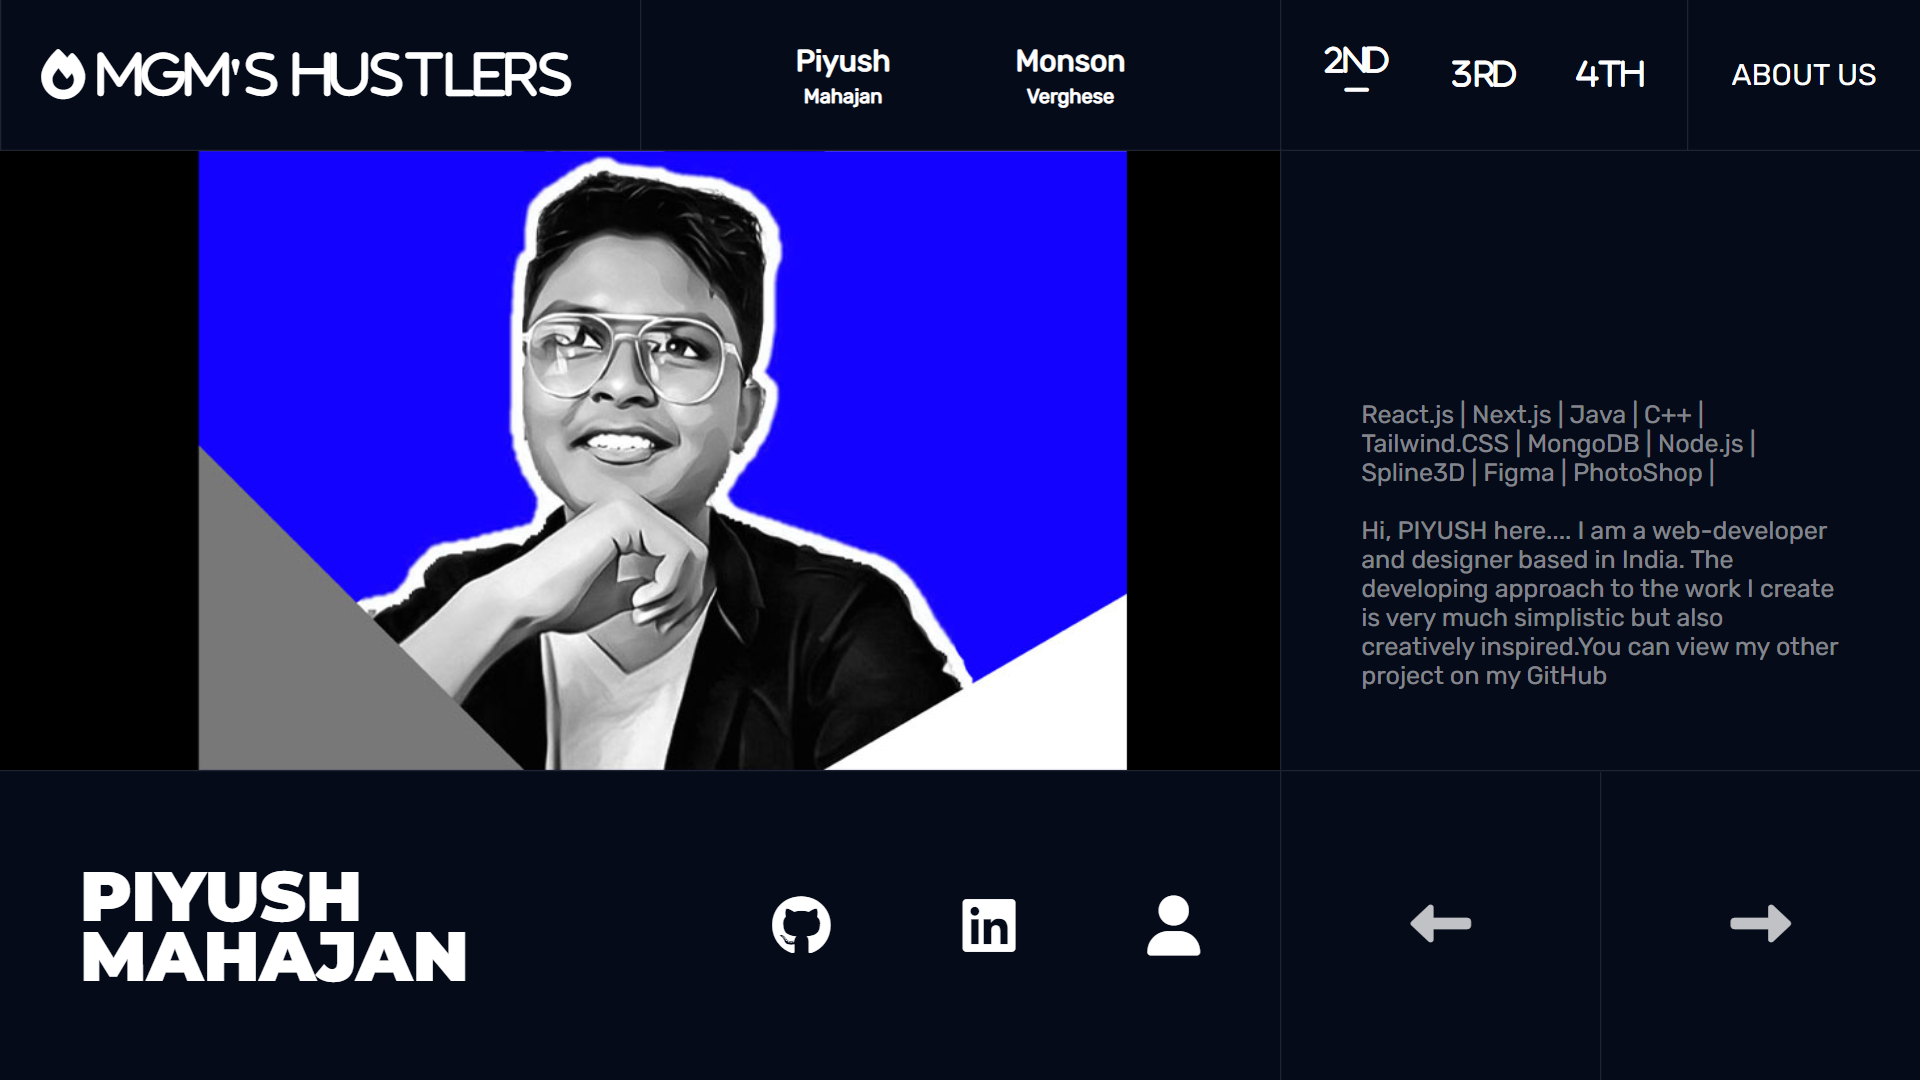 MGM'S HUSTLERS
Piyush
Mahajan
Monson
Verghese
2ND
3RD
4TH
ABOUT US
React.js | Next.js | Java | C++ |
Tailwind.CSS | MongoDB | Node.js |
Spline3D | Figma | PhotoShop |
Hi, PIYUSH here.... I am a web-developer
and designer based in India. The
developing approach to the work I create
is very much simplistic but also
creatively inspired.You can view my other
project on my GitHub
PIYUSH
MAHAJAN
in